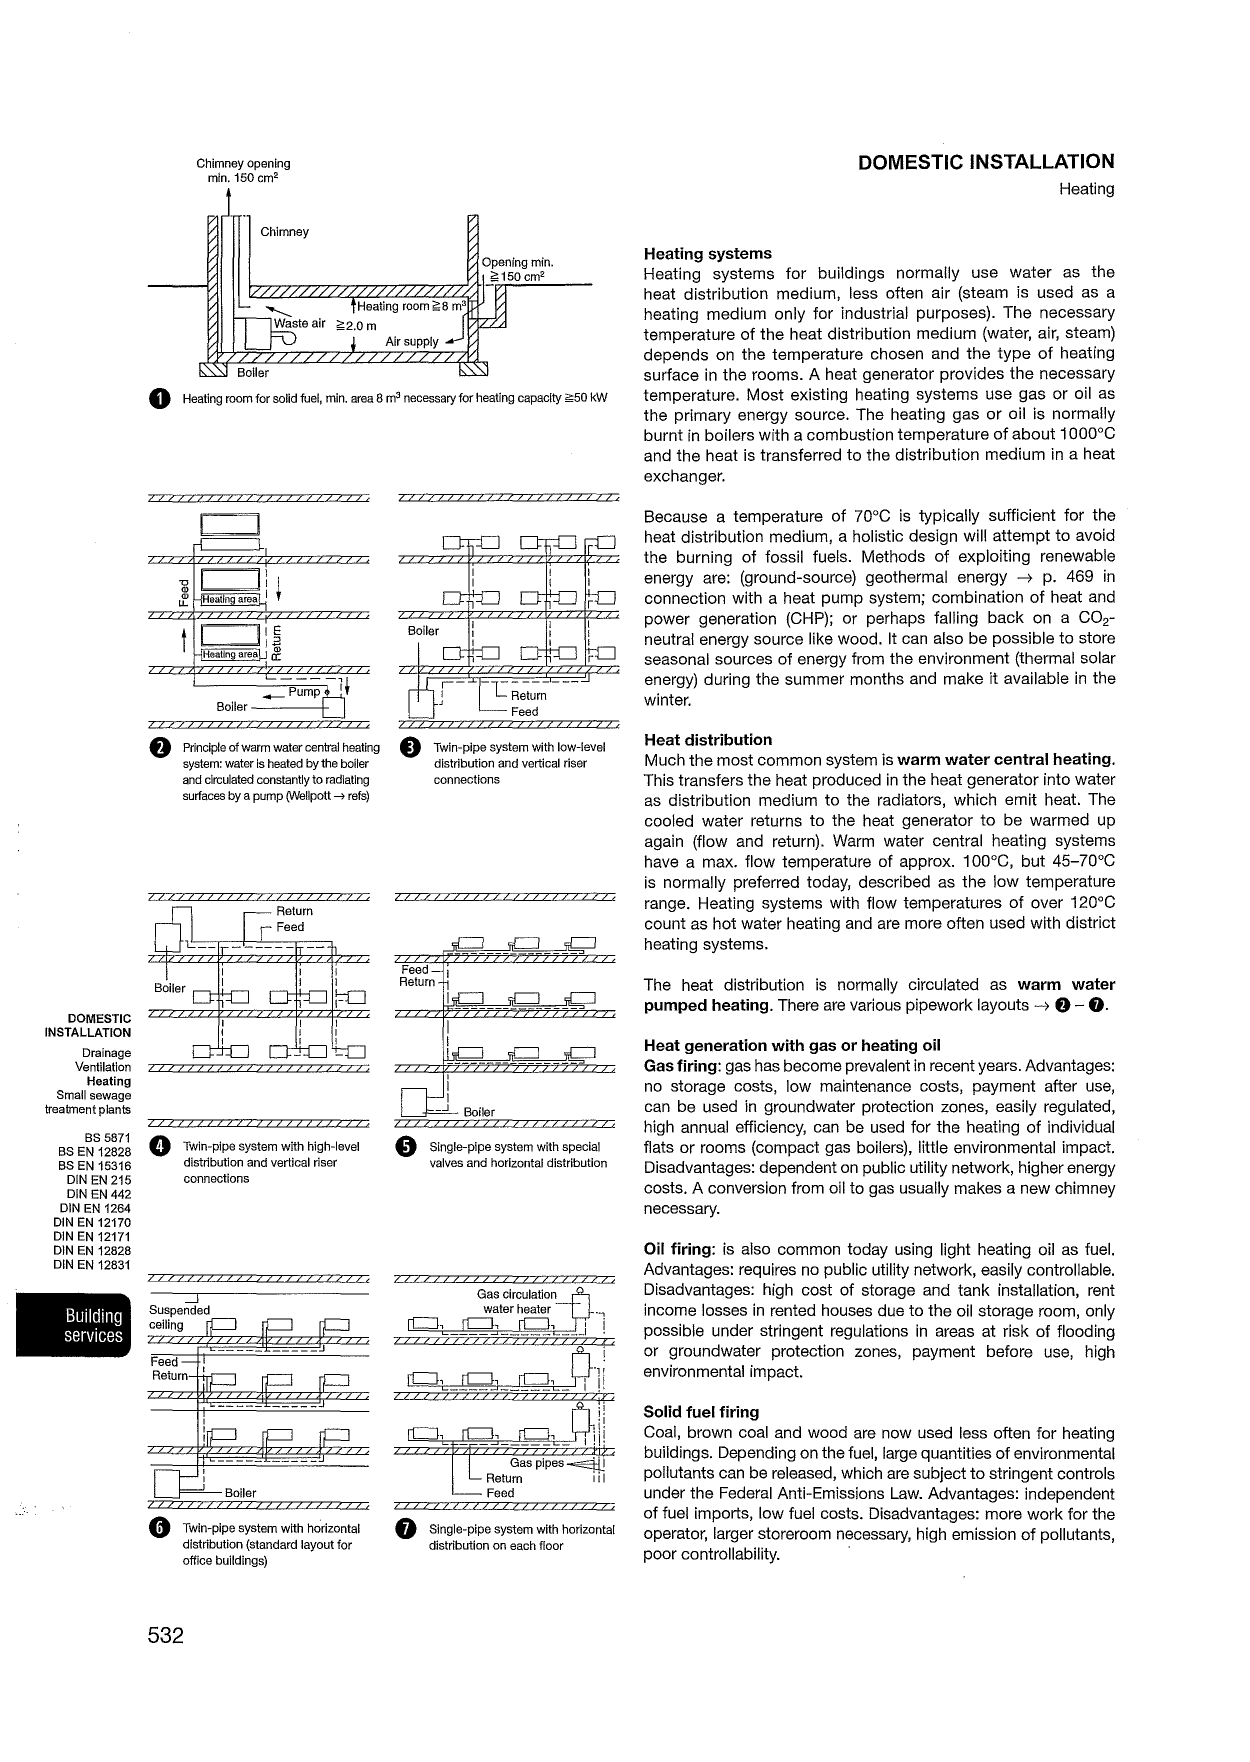 DOMESTIC INSTALLATION
Heating
Chimney opening
min. 150 cm²
Chimney
Opening min.
≧150 cm²
Heating room ≧8 m³
Waste air ≧2.0 m
Air supply
Boiler
1 Heating room for solid fuel, min. area 8 m³ necessary for heating capacity ≧50 kW
Feed
Heating area
Heating area
Return
Pump
Boiler
2 Principle of warm water central heating
system: water is heated by the boiler
and circulated constantly to radiating
surfaces by a pump (Wellpott → refs)
Boiler
Return
Feed
3 Twin-pipe system with low-level
distribution and vertical riser
connections
Return
Feed
Boiler
4 Twin-pipe system with high-level
distribution and vertical riser
connections
Feed
Return
Boiler
5 Single-pipe system with special
valves and horizontal distribution
Suspended
ceiling
Feed
Return
Boiler
6 Twin-pipe system with horizontal
distribution (standard layout for
office buildings)
Gas circulation
water heater
Gas pipes
Return
Feed
7 Single-pipe system with horizontal
distribution on each floor
DOMESTIC
INSTALLATION
Drainage
Ventilation
Heating
Small sewage
treatment plants
BS 5871
BS EN 12828
BS EN 15316
DIN EN 215
DIN EN 442
DIN EN 1264
DIN EN 12170
DIN EN 12171
DIN EN 12828
DIN EN 12831
Building
services
Heating systems
Heating systems for buildings normally use water as the
heat distribution medium, less often air (steam is used as a
heating medium only for industrial purposes). The necessary
temperature of the heat distribution medium (water, air, steam)
depends on the temperature chosen and the type of heating
surface in the rooms. A heat generator provides the necessary
temperature. Most existing heating systems use gas or oil as
the primary energy source. The heating gas or oil is normally
burnt in boilers with a combustion temperature of about 1000°C
and the heat is transferred to the distribution medium in a heat
exchanger.
Because a temperature of 70°C is typically sufficient for the
heat distribution medium, a holistic design will attempt to avoid
the burning of fossil fuels. Methods of exploiting renewable
energy are: (ground-source) geothermal energy → p. 469 in
connection with a heat pump system; combination of heat and
power generation (CHP); or perhaps falling back on a CO₂-
neutral energy source like wood. It can also be possible to store
seasonal sources of energy from the environment (thermal solar
energy) during the summer months and make it available in the
winter.
Heat distribution
Much the most common system is warm water central heating.
This transfers the heat produced in the heat generator into water
as distribution medium to the radiators, which emit heat. The
cooled water returns to the heat generator to be warmed up
again (flow and return). Warm water central heating systems
have a max. flow temperature of approx. 100°C, but 45–70°C
is normally preferred today, described as the low temperature
range. Heating systems with flow temperatures of over 120°C
count as hot water heating and are more often used with district
heating systems.
The heat distribution is normally circulated as warm water
pumped heating. There are various pipework layouts → 2 – 7.
Heat generation with gas or heating oil
Gas firing: gas has become prevalent in recent years. Advantages:
no storage costs, low maintenance costs, payment after use,
can be used in groundwater protection zones, easily regulated,
high annual efficiency, can be used for the heating of individual
flats or rooms (compact gas boilers), little environmental impact.
Disadvantages: dependent on public utility network, higher energy
costs. A conversion from oil to gas usually makes a new chimney
necessary.
Oil firing: is also common today using light heating oil as fuel.
Advantages: requires no public utility network, easily controllable.
Disadvantages: high cost of storage and tank installation, rent
income losses in rented houses due to the oil storage room, only
possible under stringent regulations in areas at risk of flooding
or groundwater protection zones, payment before use, high
environmental impact.
Solid fuel firing
Coal, brown coal and wood are now used less often for heating
buildings. Depending on the fuel, large quantities of environmental
pollutants can be released, which are subject to stringent controls
under the Federal Anti-Emissions Law. Advantages: independent
of fuel imports, low fuel costs. Disadvantages: more work for the
operator, larger storeroom necessary, high emission of pollutants,
poor controllability.
532